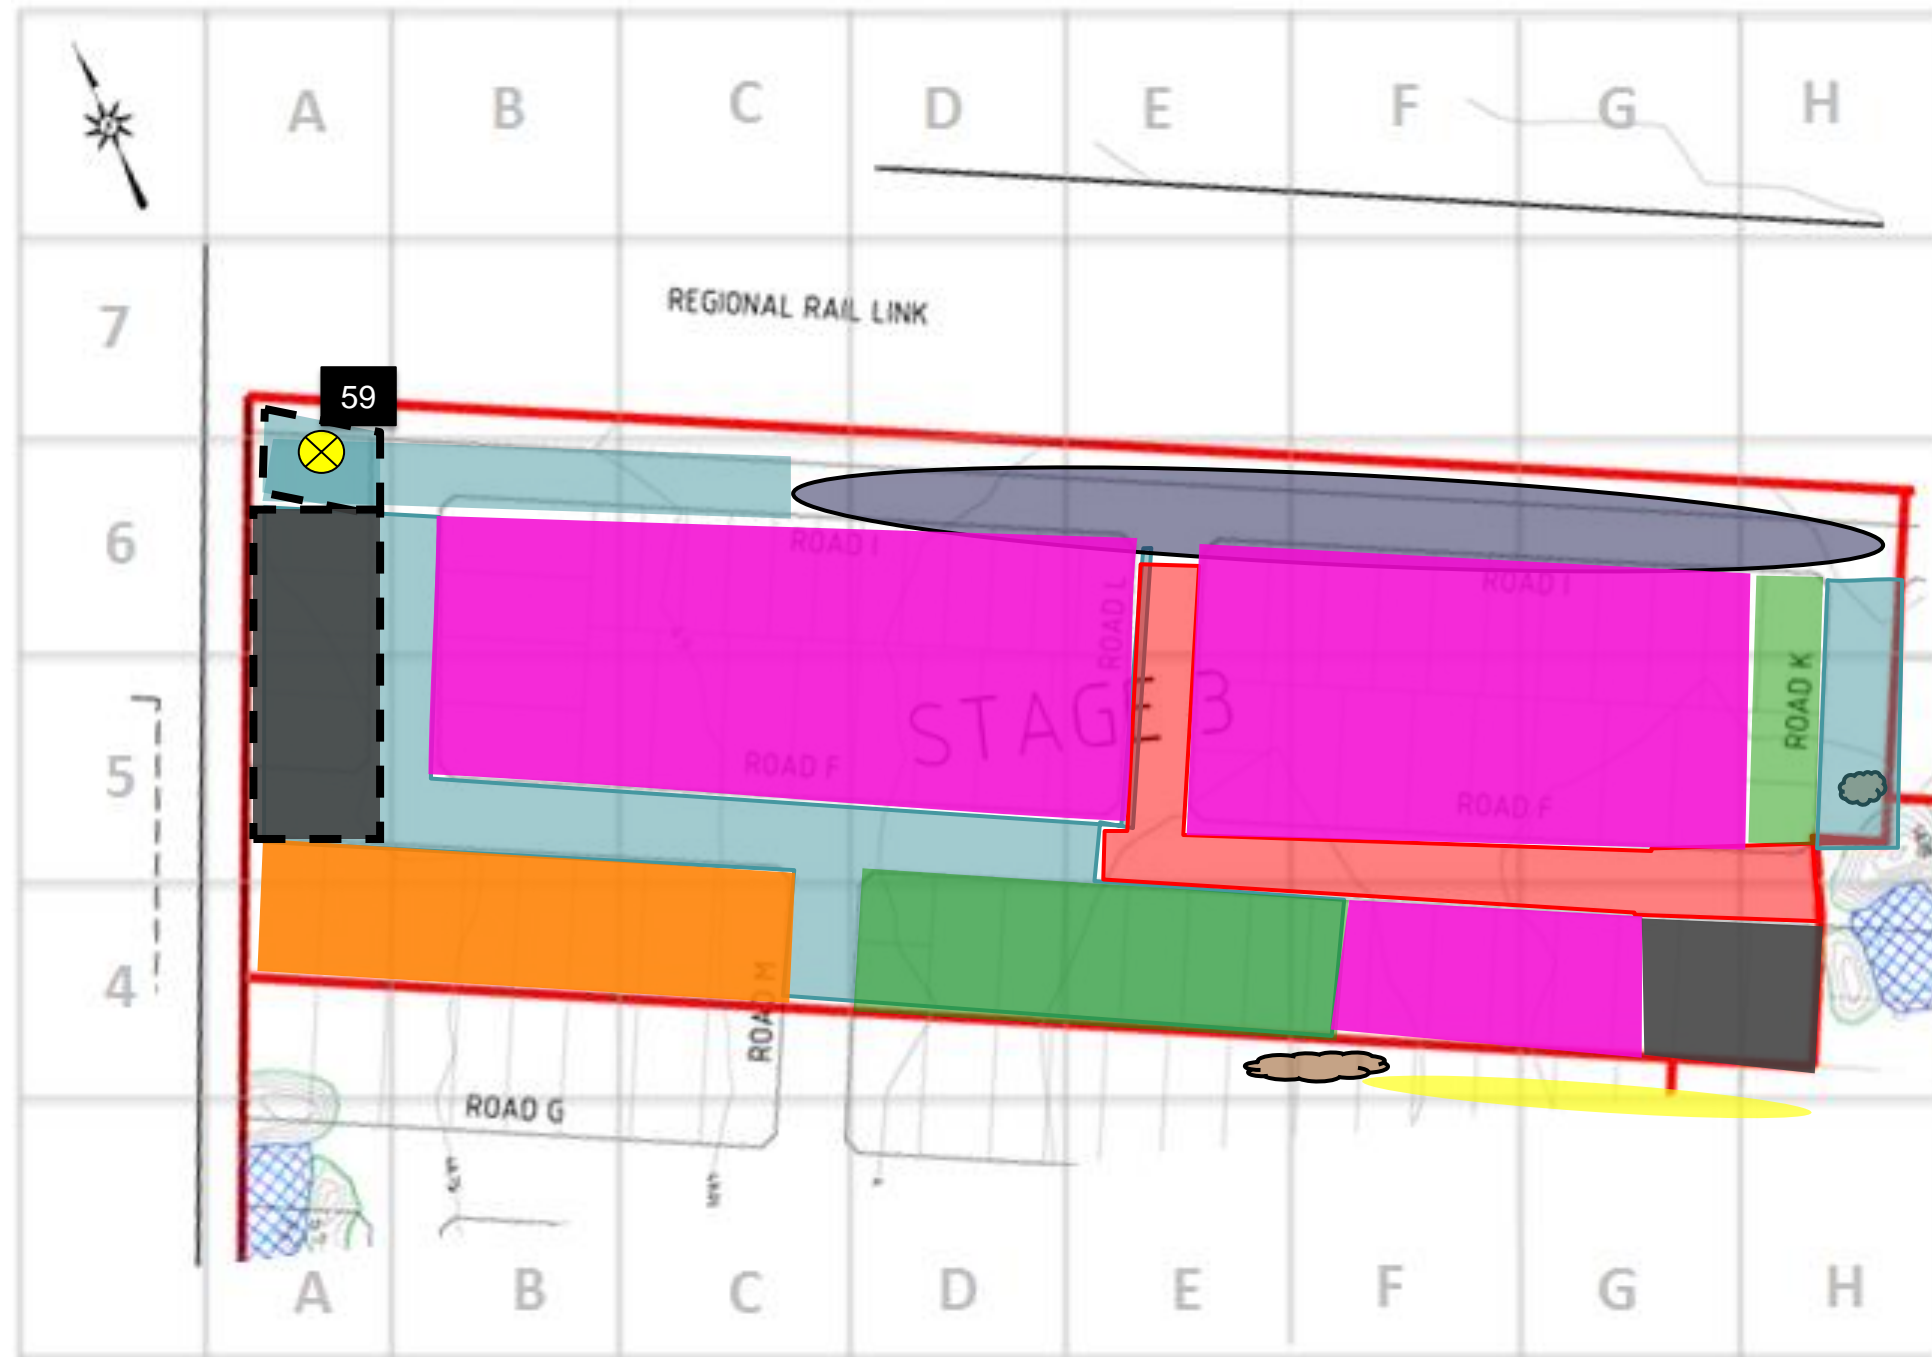 A B C D E F G H
7
REGIONAL RAIL LINK
59
6
ROAD I
ROAD I
ROAD L
STAGE 3
ROAD K
5
ROAD F
ROAD F
4
ROAD M
ROAD G
A B C D E F G H